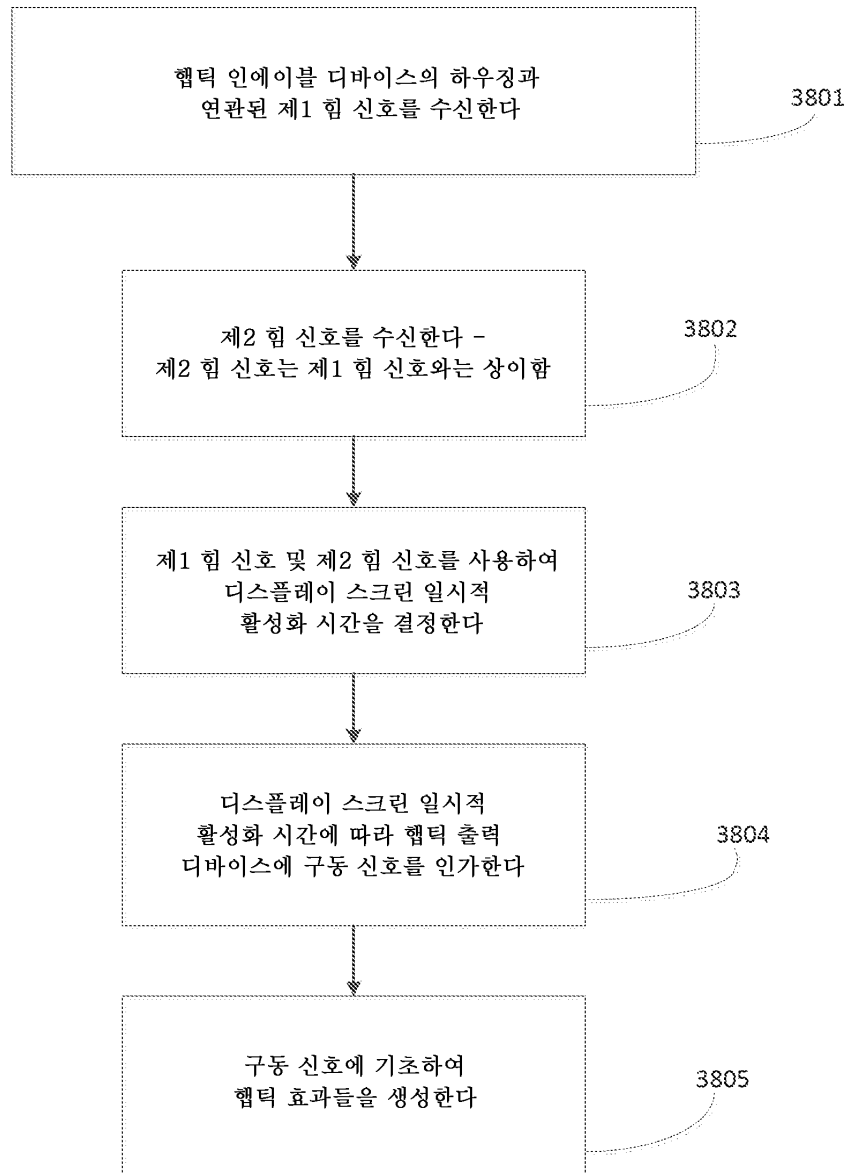 햅틱 인에이블 디바이스의 하우징과
연관된 제1 힘 신호를 수신한다
3801
제2 힘 신호를 수신한다 -
제2 힘 신호는 제1 힘 신호와는 상이함
3802
제1 힘 신호 및 제2 힘 신호를 사용하여
디스플레이 스크린 일시적
활성화 시간을 결정한다
3803
디스플레이 스크린 일시적
활성화 시간에 따라 햅틱 출력
디바이스에 구동 신호를 인가한다
3804
구동 신호에 기초하여
햅틱 효과들을 생성한다
3805